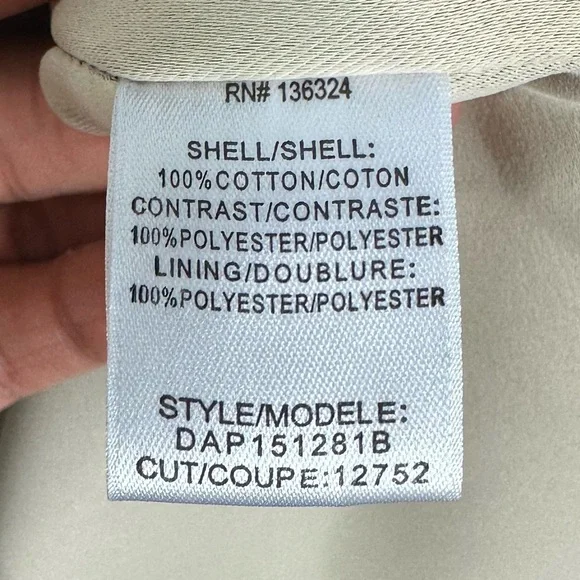 RN# 136324
SHELL/SHELL:
100%COTTON/COTON
CONTRAST/CONTRASTE:
100%POLYESTER/POLYESTER
LINING/DOUBLURE:
100%POLYESTER/POLYESTER
STYLE/MODELE:
DAP151281B
CUT/COUPE:12752